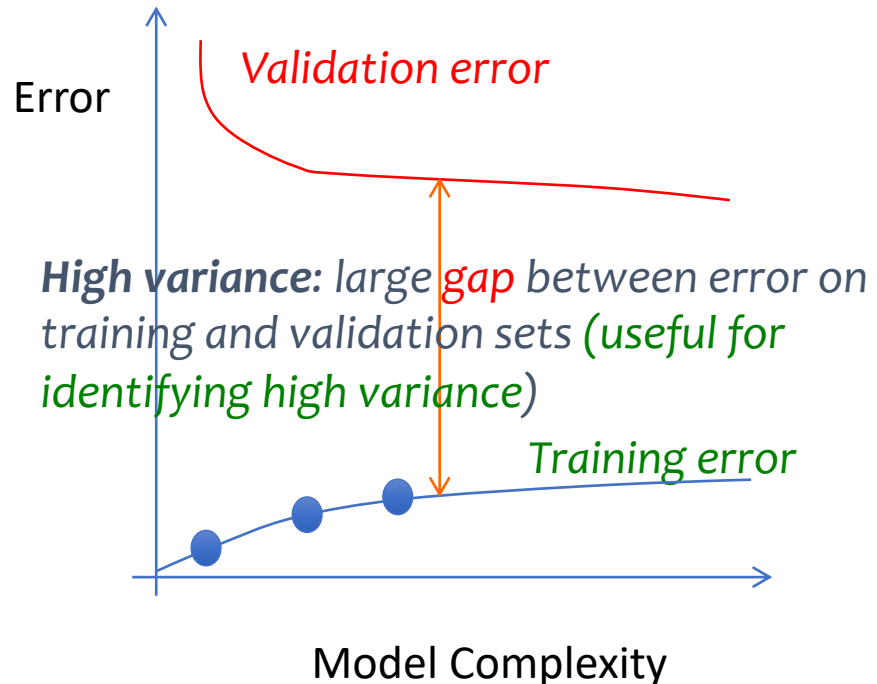 Validation error
Error
High variance: large gap between error on
training and validation sets (useful for
identifying high variance)
Training error
Model Complexity